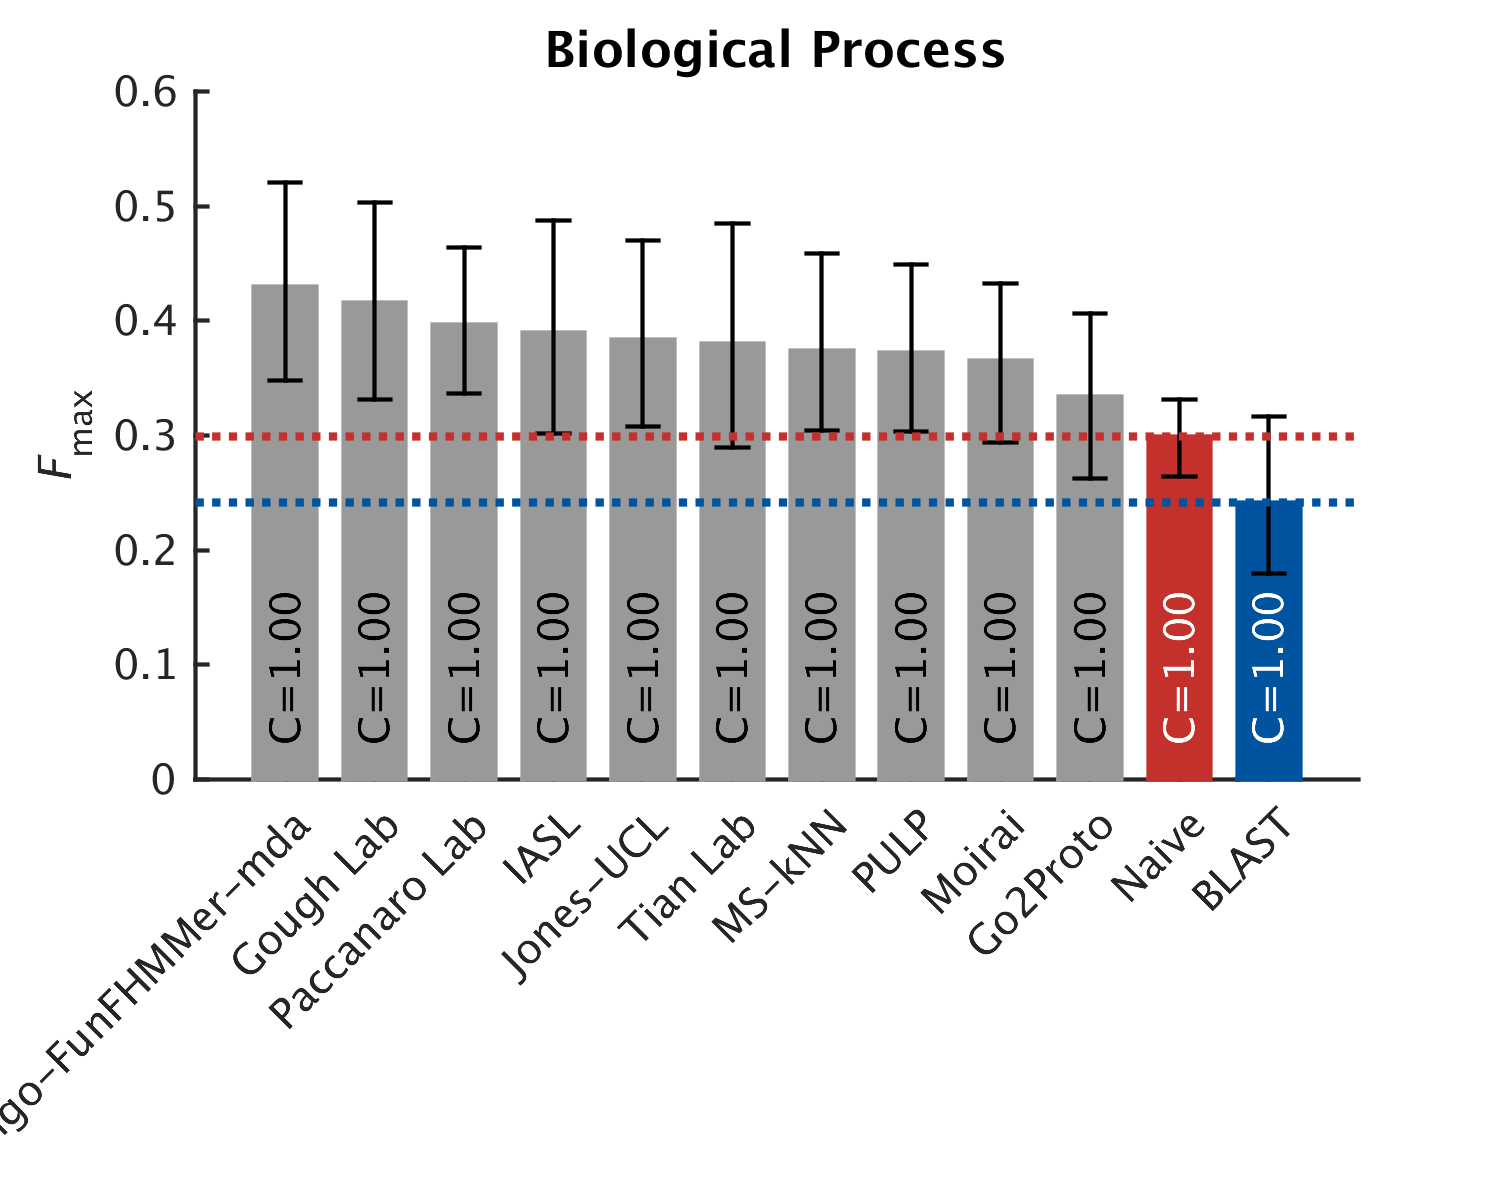 Biological Process
0.6
0.5
0.4
0.3
0.2
0.1
0
Fmax
C=1.00
C=1.00
C=1.00
C=1.00
C=1.00
C=1.00
C=1.00
C=1.00
C=1.00
C=1.00
C=1.00
C=1.00
go-FunFHMMer-mda
Gough Lab
Paccanaro Lab
IASL
Jones-UCL
Tian Lab
MS-kNN
PULP
Moirai
Go2Proto
Naive
BLAST